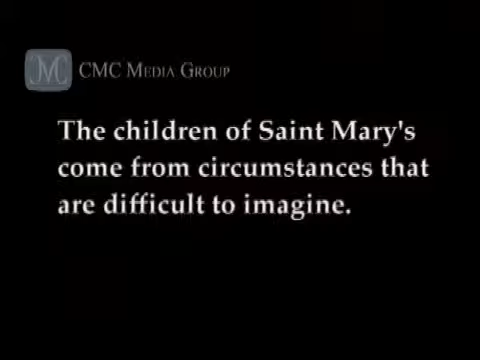 CMC Media Group
The children of Saint Mary's
come from circumstances that
are difficult to imagine.